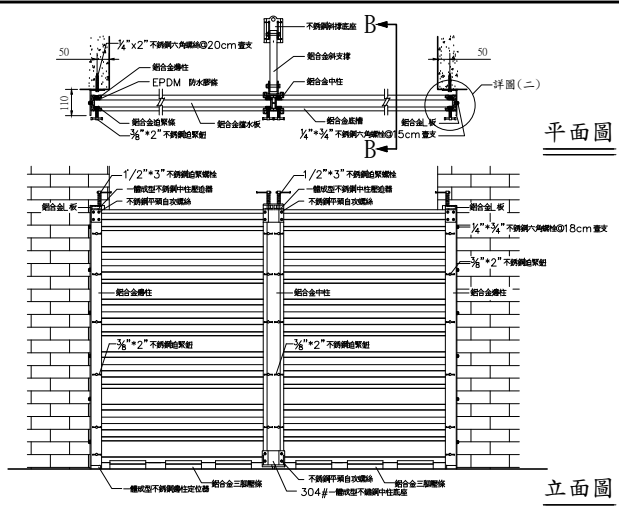 不銹鋼斜撐底座
B
1/4"x2" 不銹鋼六角螺絲@20cm 壹支
50
鋁合金邊柱
EPDM 防水膠條
鋁合金斜支撐
鋁合金中柱
50
詳圖(二)
110
鋁合金迫緊條
3/8"*2" 不銹鋼迫緊鈕
鋁合金擋水板
鋁合金底槽
1/4"*3/4" 不銹鋼六角螺栓@15cm 壹支
鋁合金L板
B
平面圖
1/2"*3" 不銹鋼迫緊螺栓
一體成型不銹鋼中柱壓迫器
不銹鋼平頭自攻螺絲
鋁合金L板
1/2"*3" 不銹鋼迫緊螺栓
一體成型不銹鋼中柱壓迫器
不銹鋼平頭自攻螺絲
鋁合金L板
1/4"*3/4" 不銹鋼六角螺栓@18cm 壹支
3/8"*2" 不銹鋼迫緊鈕
鋁合金邊柱
鋁合金中柱
鋁合金邊柱
3/8"*2" 不銹鋼迫緊鈕
3/8"*2" 不銹鋼迫緊鈕
一體成型不銹鋼邊柱定位器
鋁合金三腳壓條
不銹鋼平頭自攻螺絲
304#一體成型不鏽鋼中柱底座
鋁合金三腳壓條
立面圖